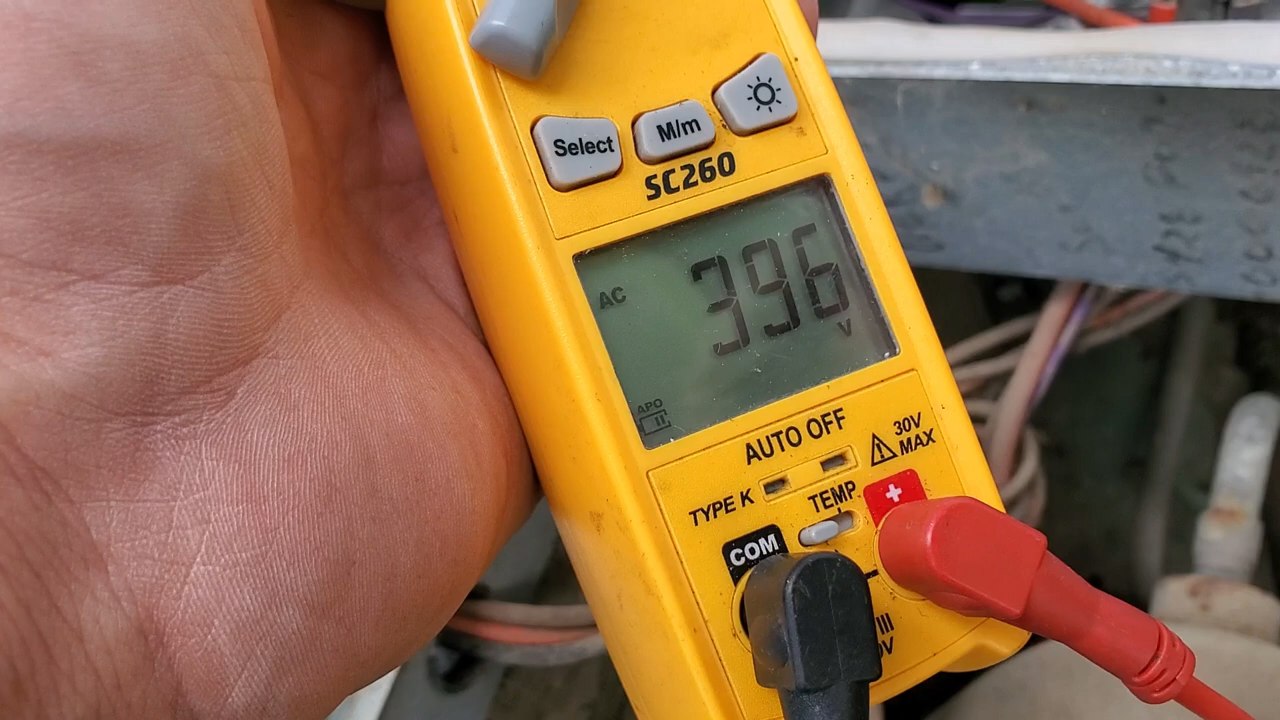 Select
M/m
SC260
AC
396
V
APO
AUTO OFF
30V
MAX
TYPE K
TEMP
COM